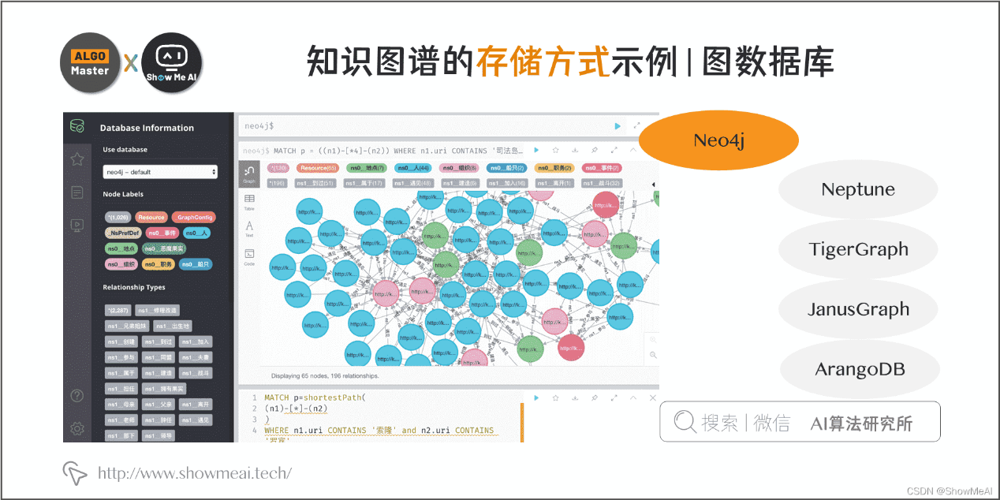 ALGO
Master
X
Show Me AI
知识图谱的存储方式示例 | 图数据库
Database Information
Use database
neo4j – default
Node Labels
*(1,026) Resource _GraphConfig
_NsPrefDef ns0__事件 ns0__人
ns0__地点 ns0__恶魔果实
ns0__组织 ns0__职务 ns0__船只
Relationship Types
*(2,287) ns1__修理改造
ns1__兄弟姐妹 ns1__出生地
ns1__创建 ns1__到过 ns1__加入
ns1__参与 ns1__同盟 ns1__夫妻
ns1__属于 ns1__建造 ns1__战斗
ns1__担任 ns1__拥有果实
ns1__母亲 ns1__父亲 ns1__离开
ns1__老师 ns1__辞任 ns1__遇见
ns1__部下 ns1__领导
neo4j$
neo4j$ MATCH p = ((n1)-[*4]-(n2)) WHERE n1.uri CONTAINS '司法岛…
Graph
Table
Text
Code
*(130) Resource(65) ns0__地点(7) ns0__人(44) ns0__组织(8) ns0__船只(2) ns0__职务(2) ns0__事件(2)
*(196) ns1__到过(51) ns1__属于(17) ns1__遇见(48) ns1__建造(6) ns1__加入(16) ns1__离开(1) ns1__战斗(32)
http://k...
Displaying 65 nodes, 196 relationships.
1 MATCH p=shortestPath(
2 (n1)-[*]-(n2)
3 )
4 WHERE n1.uri CONTAINS '索隆' and n2.uri CONTAINS
'罗宾'
Neo4j
Neptune
TigerGraph
JanusGraph
ArangoDB
搜索 | 微信 AI算法研究所
http://www.showmeai.tech/
CSDN @ShowMeAI